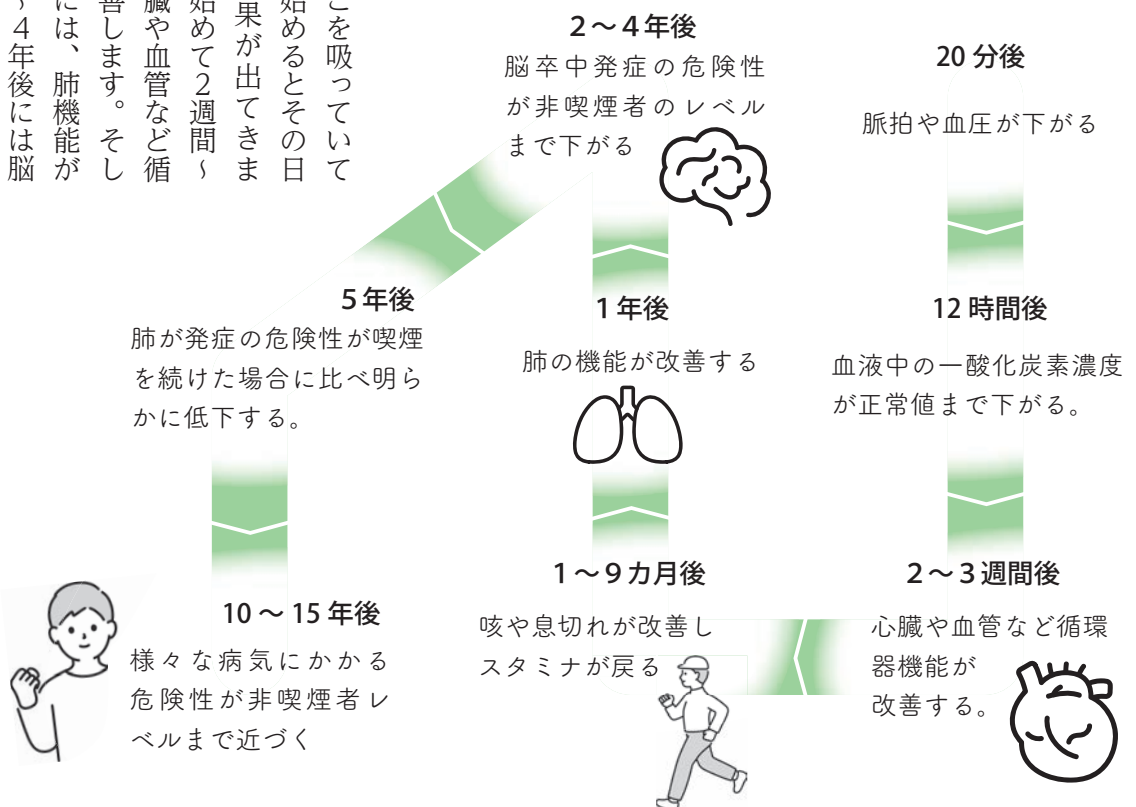 20 分後
脈拍や血圧が下がる
12 時間後
血液中の一酸化炭素濃度
が正常値まで下がる。
２～３週間後
心臓や血管など循環
器機能が
改善する。
１～９カ月後
咳や息切れが改善し
スタミナが戻る
１年後
肺の機能が改善する
２～４年後
脳卒中発症の危険性
が非喫煙者のレベル
まで下がる
５年後
肺が発症の危険性が喫煙
を続けた場合に比べ明ら
かに低下する。
10 ～ 15 年後
様々な病気にかかる
危険性が非喫煙者レ
ベルまで近づく
こを吸っていて
始めるとその日
果が出てきま
始めて２週間～
臓や血管など循
善します。そし
には、肺機能が
～４年後には脳